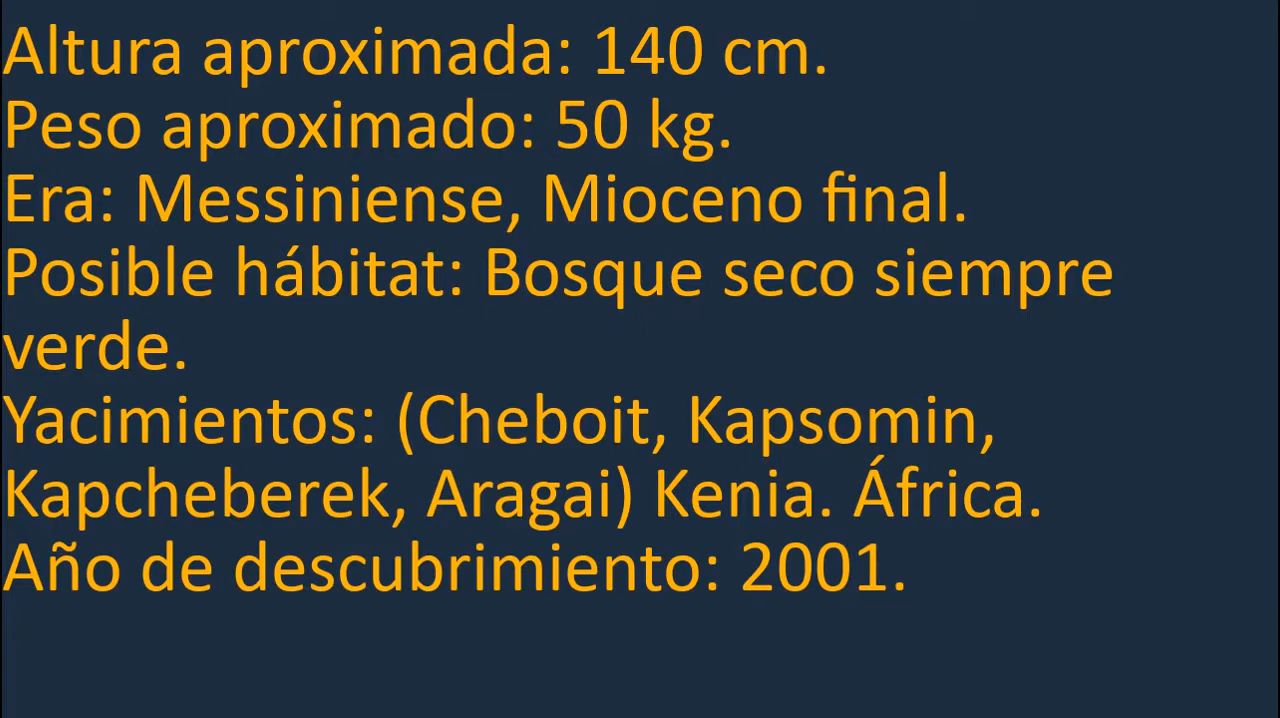 Altura aproximada: 140 cm.
Peso aproximado: 50 kg.
Era: Messiniense, Mioceno final.
Posible hábitat: Bosque seco siempre
verde.
Yacimientos: (Cheboit, Kapsomin,
Kapcheberek, Aragai) Kenia. África.
Año de descubrimiento: 2001.